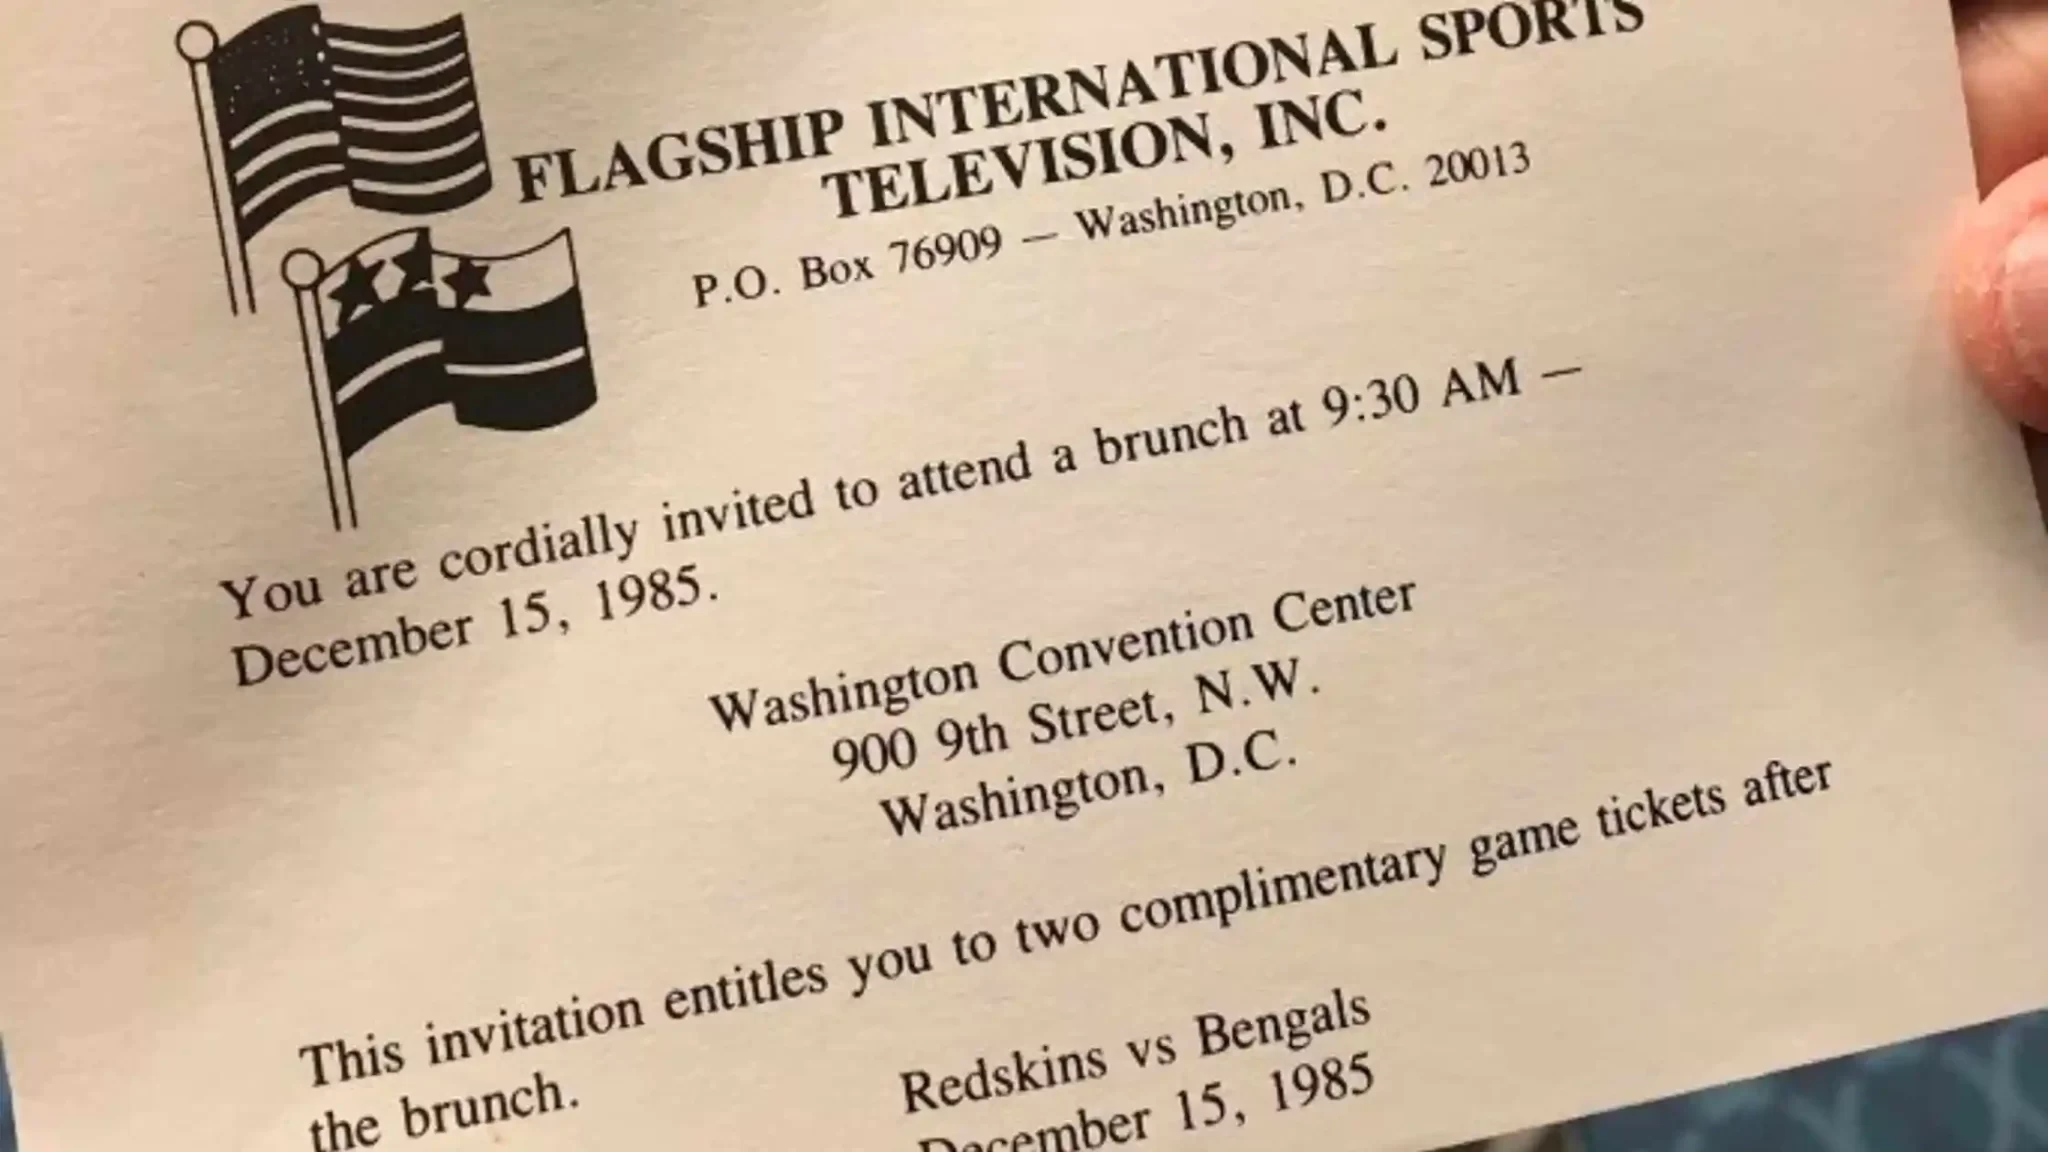 FLAGSHIP INTERNATIONAL SPORTS
TELEVISION, INC.
P.O. Box 76909 — Washington, D.C. 20013
You are cordially invited to attend a brunch at 9:30 AM —
December 15, 1985.
Washington Convention Center
900 9th Street, N.W.
Washington, D.C.
This invitation entitles you to two complimentary game tickets after
the brunch.
Redskins vs Bengals
December 15, 1985